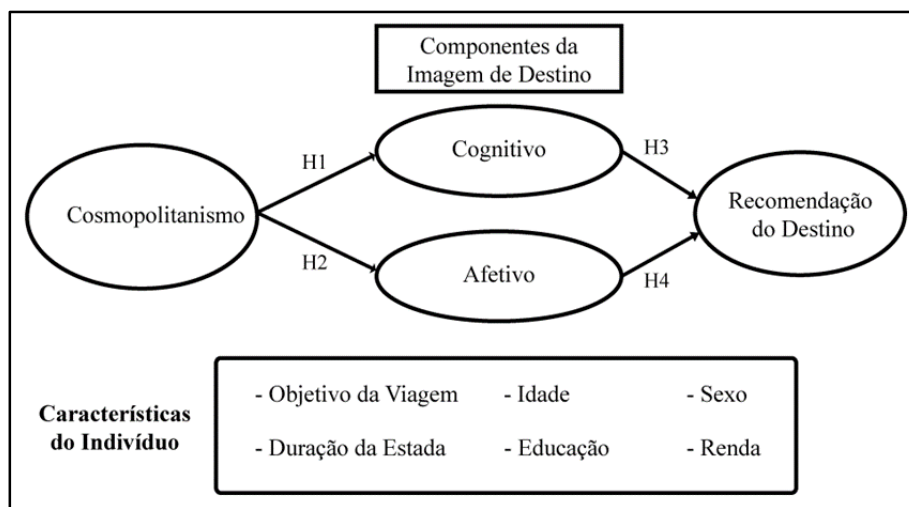 Componentes da
Imagem de Destino
Cognitivo
H1
H3
Cosmopolitanismo
Recomendação
do Destino
H2
Afetivo
H4
Características
do Indivíduo
- Objetivo da Viagem - Idade - Sexo
- Duração da Estada - Educação - Renda